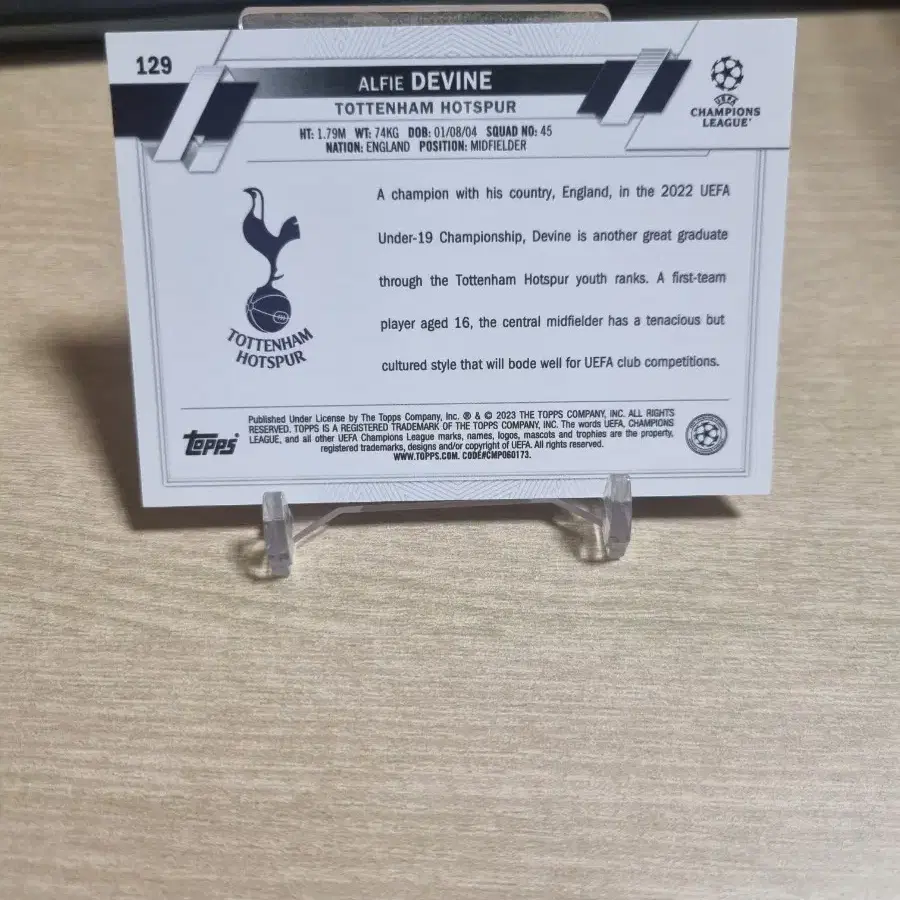 129
ALFIE DEVINE
TOTTENHAM HOTSPUR
HT: 1.79M WT: 74KG DOB: 01/08/04 SQUAD NO: 45
NATION: ENGLAND POSITION: MIDFIELDER
UEFA
CHAMPIONS
LEAGUE
A champion with his country, England, in the 2022 UEFA
Under-19 Championship, Devine is another great graduate
through the Tottenham Hotspur youth ranks. A first-team
player aged 16, the central midfielder has a tenacious but
cultured style that will bode well for UEFA club competitions.
TOTTENHAM
HOTSPUR
topps
Published Under License by The Topps Company, Inc. ® & © 2023 THE TOPPS COMPANY, INC. ALL RIGHTS
RESERVED. TOPPS IS A REGISTERED TRADEMARK OF THE TOPPS COMPANY, INC. The words UEFA, CHAMPIONS
LEAGUE, and all other UEFA Champions League marks, names, logos, mascots and trophies are the property,
registered trademarks, designs and/or copyright of UEFA. All rights reserved.
WWW.TOPPS.COM. CODE#CMP060173.